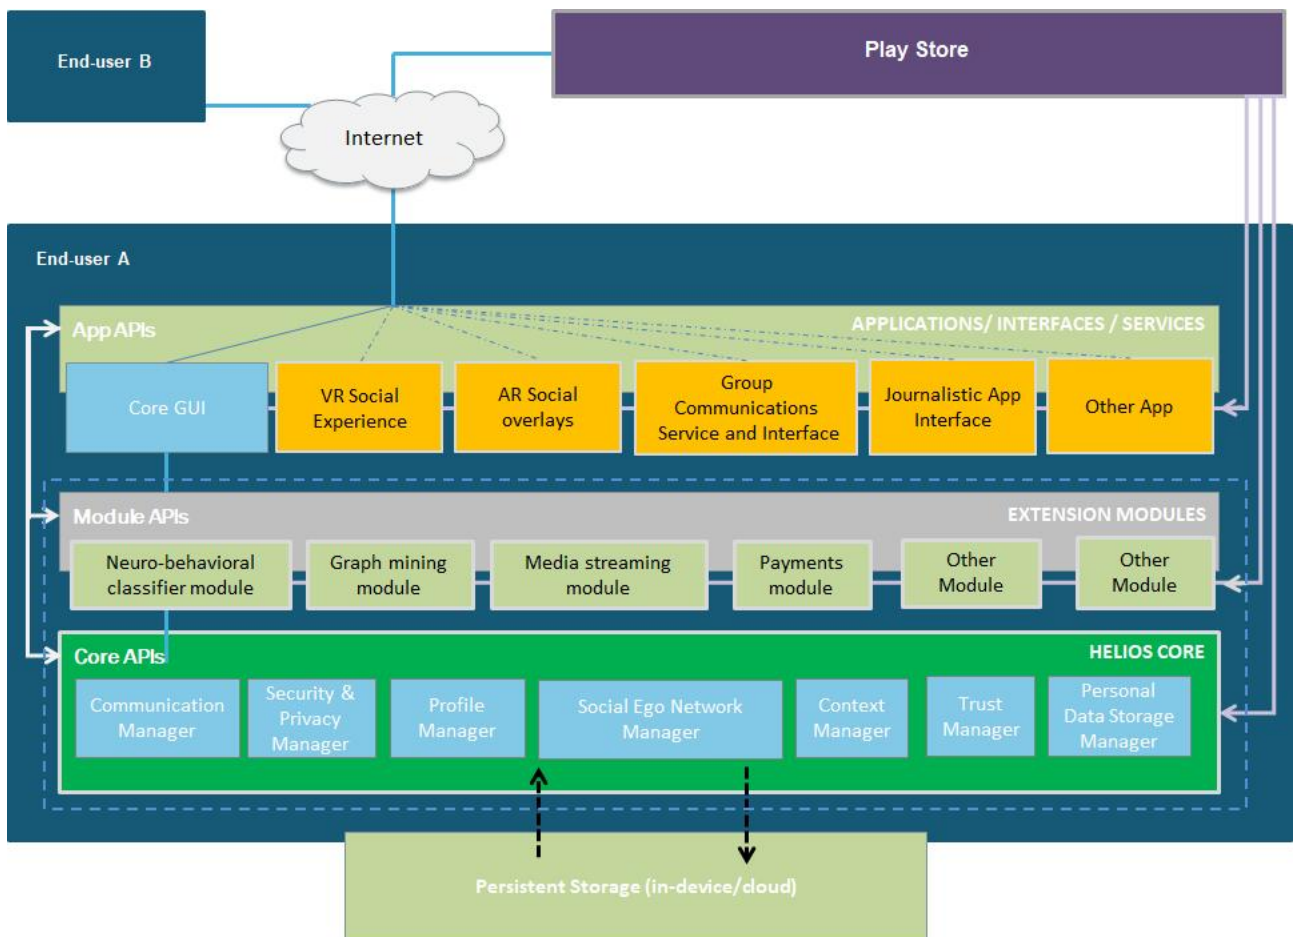 End-user B
Play Store
Internet
End-user A
App APIs
APPLICATIONS/ INTERFACES / SERVICES
Core GUI
VR Social
Experience
AR Social
overlays
Group
Communications
Service and Interface
Journalistic App
Interface
Other App
Module APIs
EXTENSION MODULES
Neuro-behavioral
classifier module
Graph mining
module
Media streaming
module
Payments
module
Other
Module
Other
Module
Core APIs
HELIOS CORE
Communication
Manager
Security &
Privacy
Manager
Profile
Manager
Social Ego Network
Manager
Context
Manager
Trust
Manager
Personal
Data Storage
Manager
Persistent Storage (in-device/cloud)